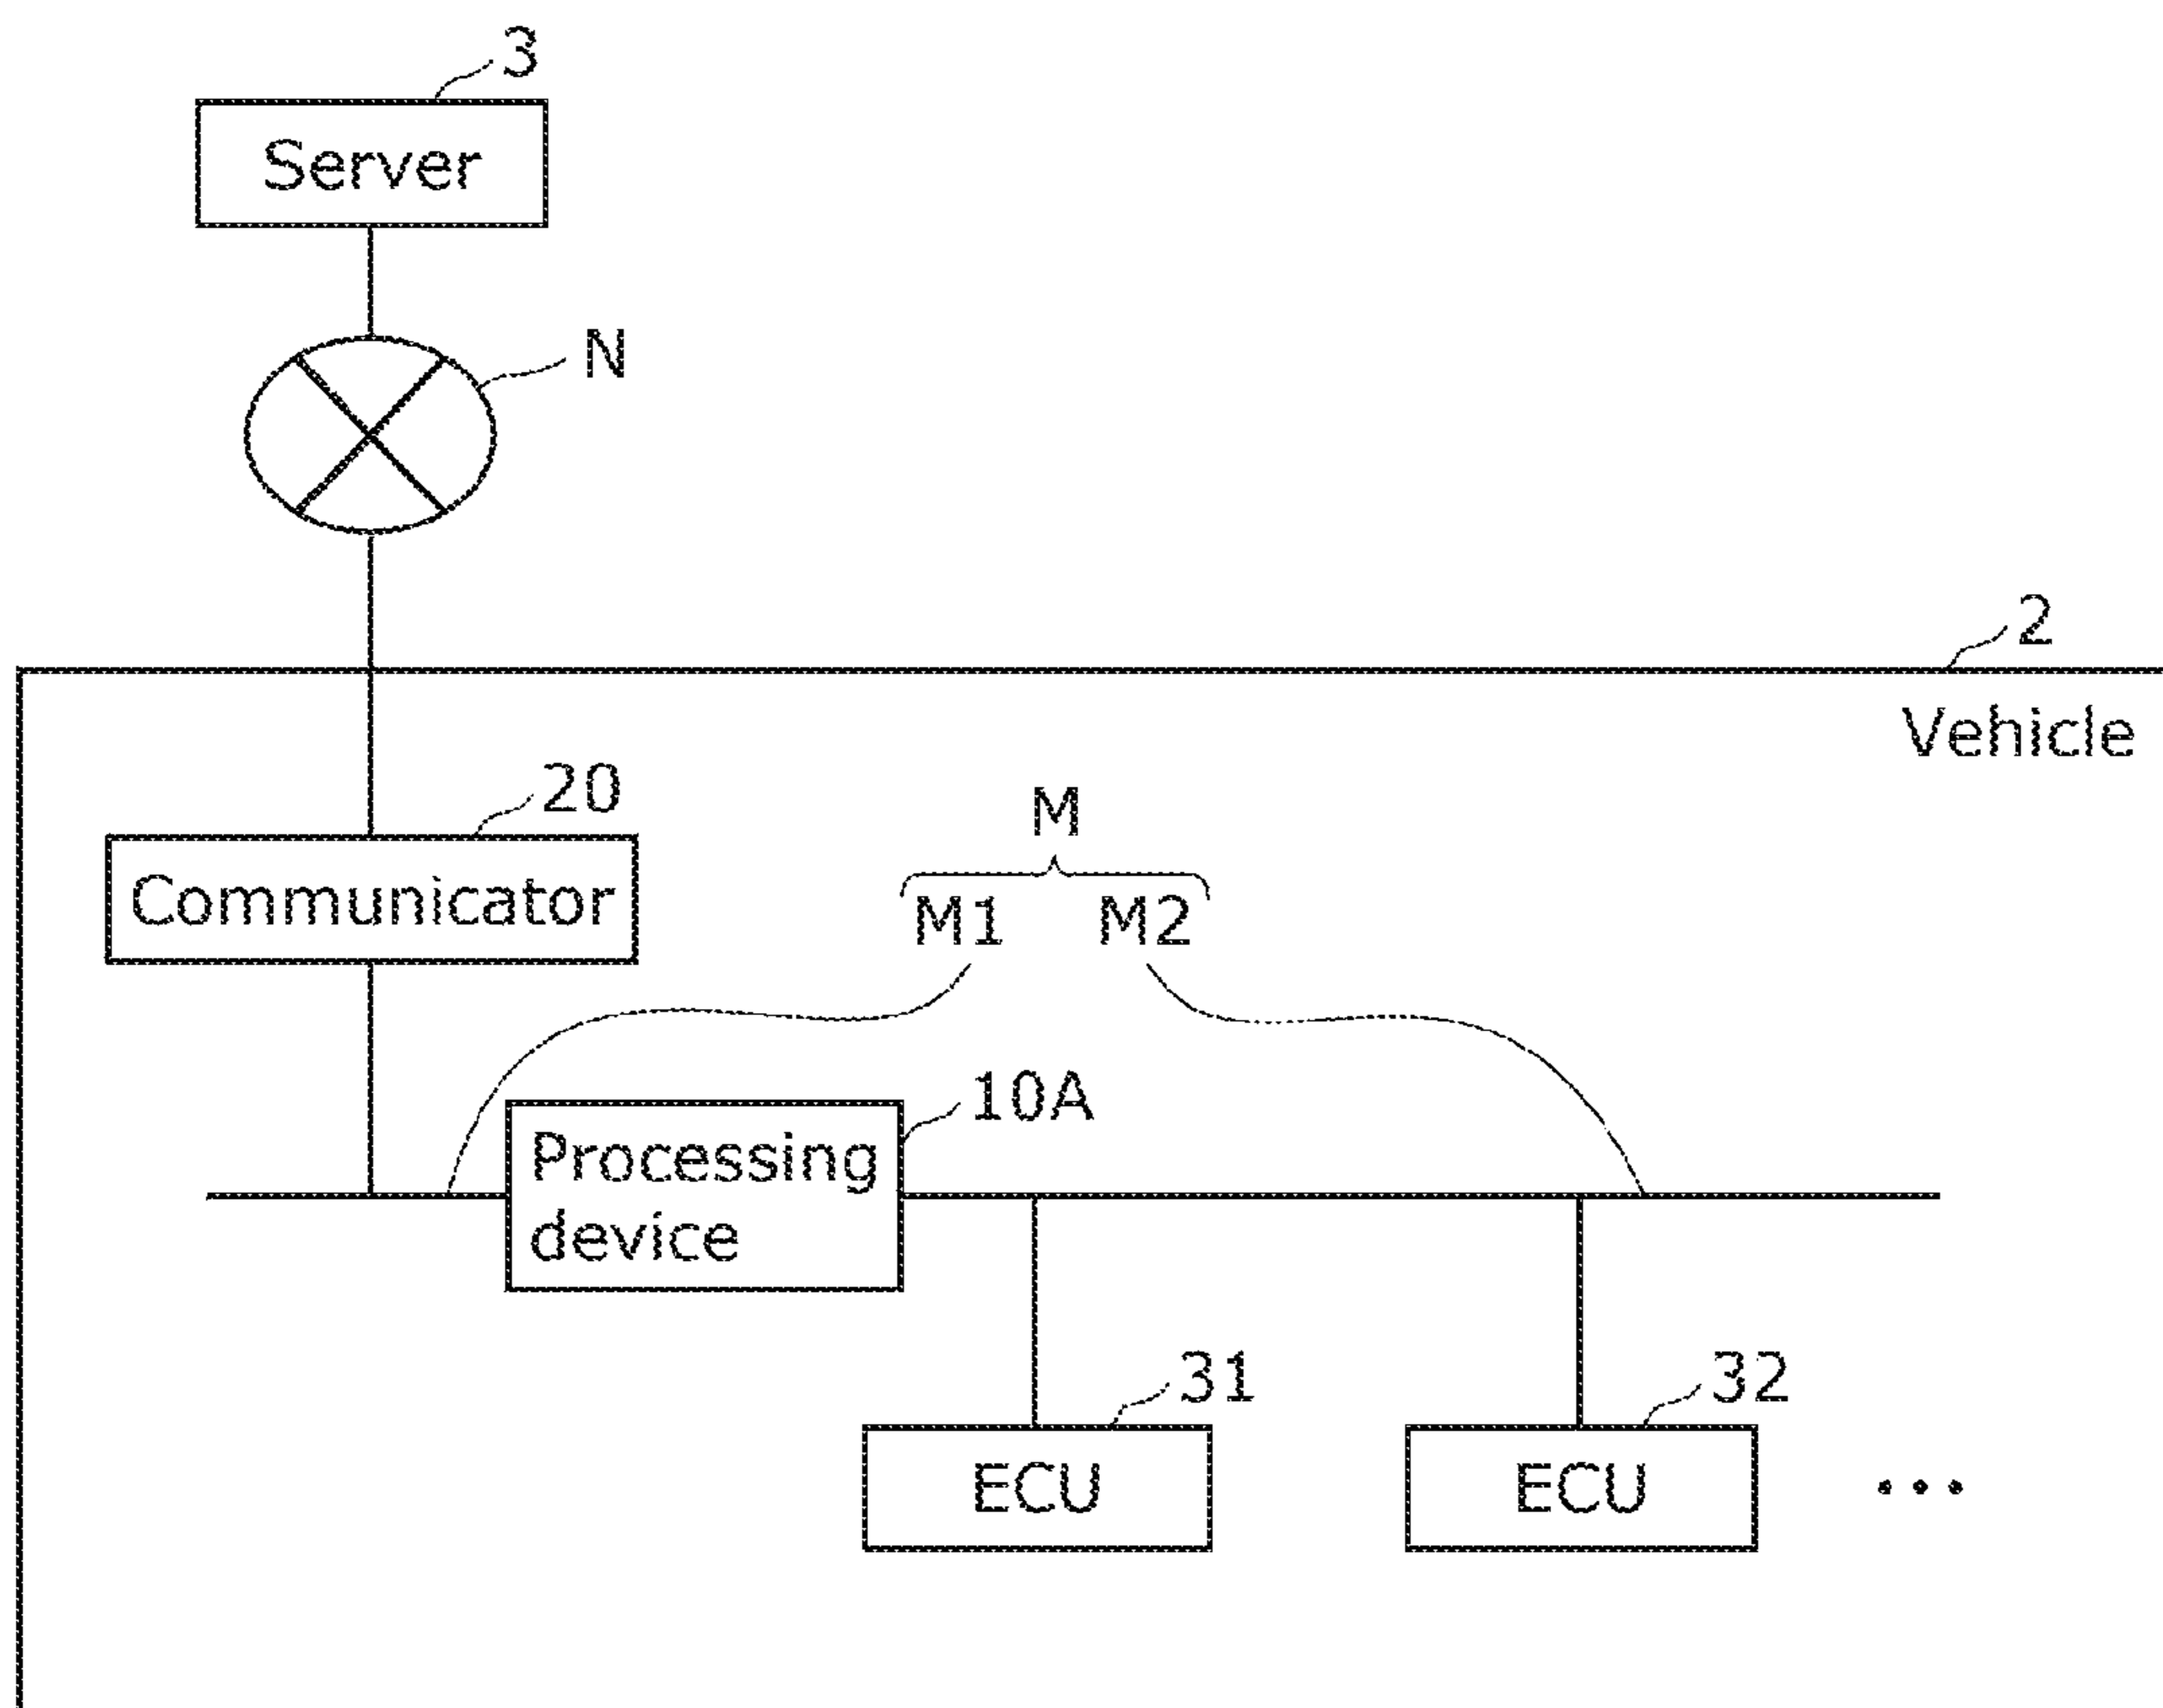 3
Server
N
2
Vehicle
20
Communicator
M
M1 M2
10A
Processing
device
31
32
ECU
ECU
...